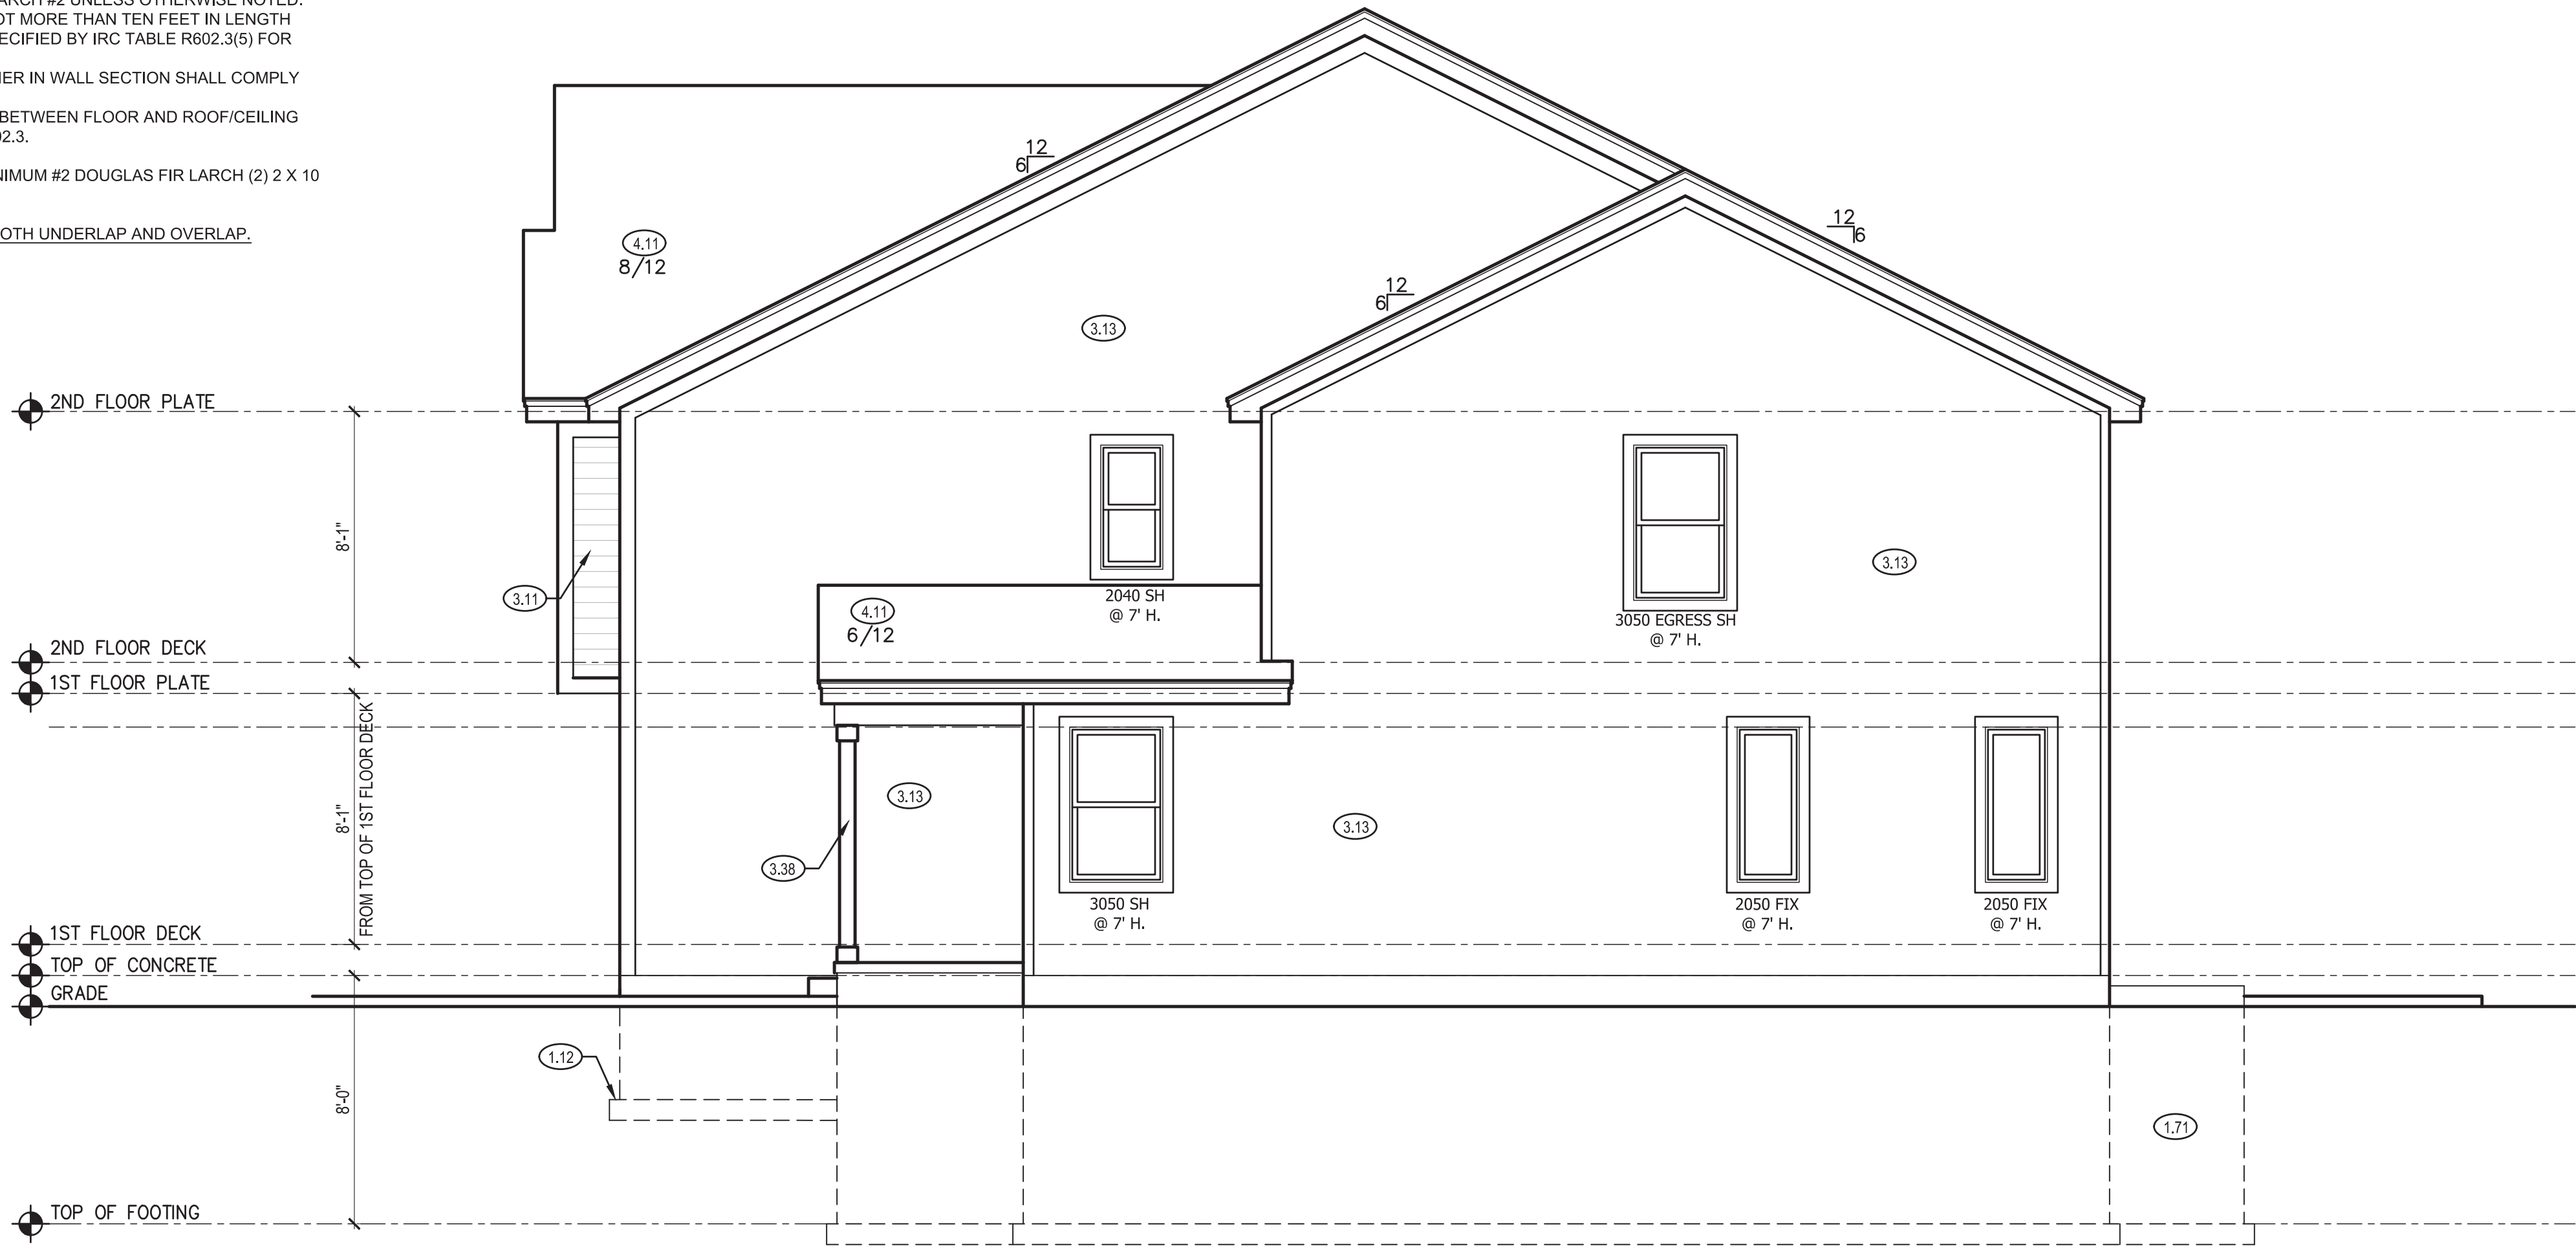 ARCH #2 UNLESS OTHERWISE NOTED.
OT MORE THAN TEN FEET IN LENGTH
ECIFIED BY IRC TABLE R602.3(5) FOR
IER IN WALL SECTION SHALL COMPLY
BETWEEN FLOOR AND ROOF/CEILING
02.3.
NIMUM #2 DOUGLAS FIR LARCH (2) 2 X 10
OTH UNDERLAP AND OVERLAP.
12
6
12
6
4.11
8/12
12
6
3.13
2ND FLOOR PLATE
8'-1"
3.13
3.11
2040 SH
@ 7' H.
4.11
6/12
3050 EGRESS SH
@ 7' H.
2ND FLOOR DECK
1ST FLOOR PLATE
8'-1"
FROM TOP OF 1ST FLOOR DECK
3.13
3.13
3.38
3050 SH
@ 7' H.
2050 FIX
@ 7' H.
2050 FIX
@ 7' H.
1ST FLOOR DECK
TOP OF CONCRETE
GRADE
1.12
8'-0"
1.71
TOP OF FOOTING